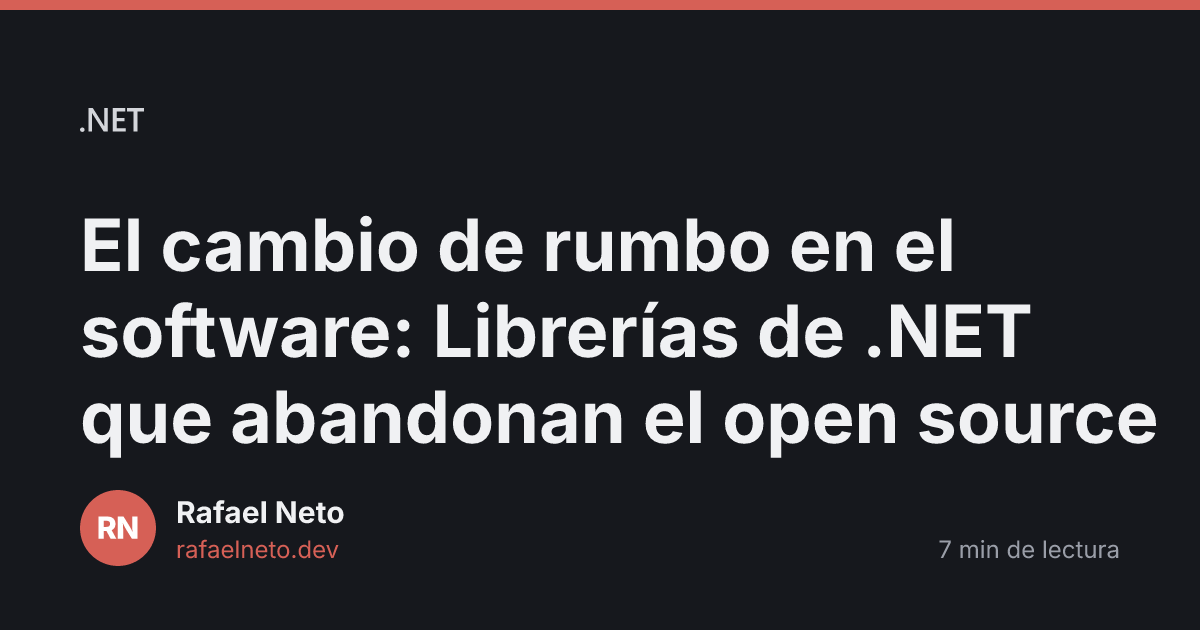 .NET
El cambio de rumbo en el
software: Librerías de .NET
que abandonan el open source
RN
Rafael Neto
rafaelneto.dev
7 min de lectura